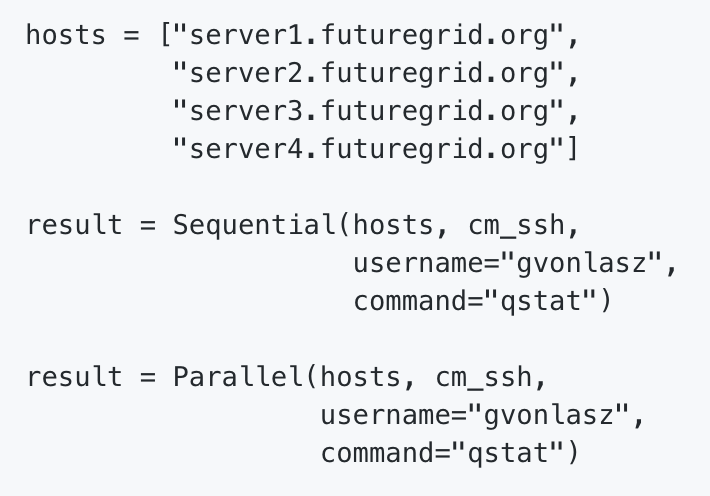 hosts = ["server1.futuregrid.org",
         "server2.futuregrid.org",
         "server3.futuregrid.org",
         "server4.futuregrid.org"]

result = Sequential(hosts, cm_ssh,
                    username="gvonlasz",
                    command="qstat")

result = Parallel(hosts, cm_ssh,
                  username="gvonlasz",
                  command="qstat")